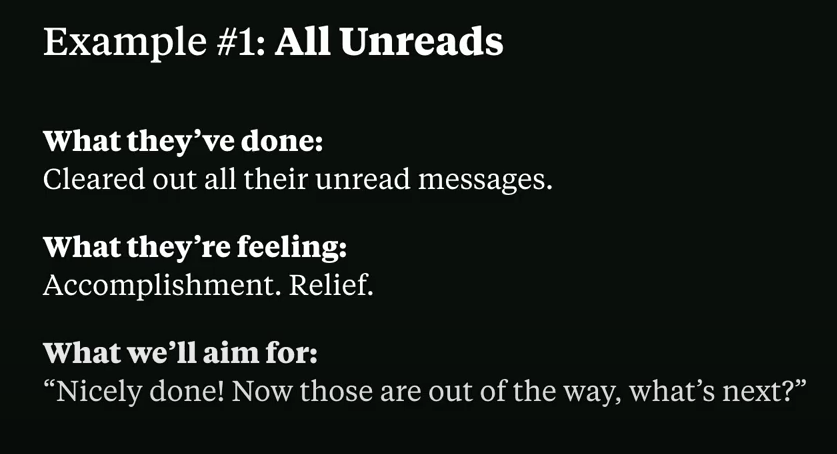 Example #1: All Unreads
What they’ve done:
Cleared out all their unread messages.
What they’re feeling:
Accomplishment. Relief.
What we’ll aim for:
“Nicely done! Now those are out of the way, what’s next?”